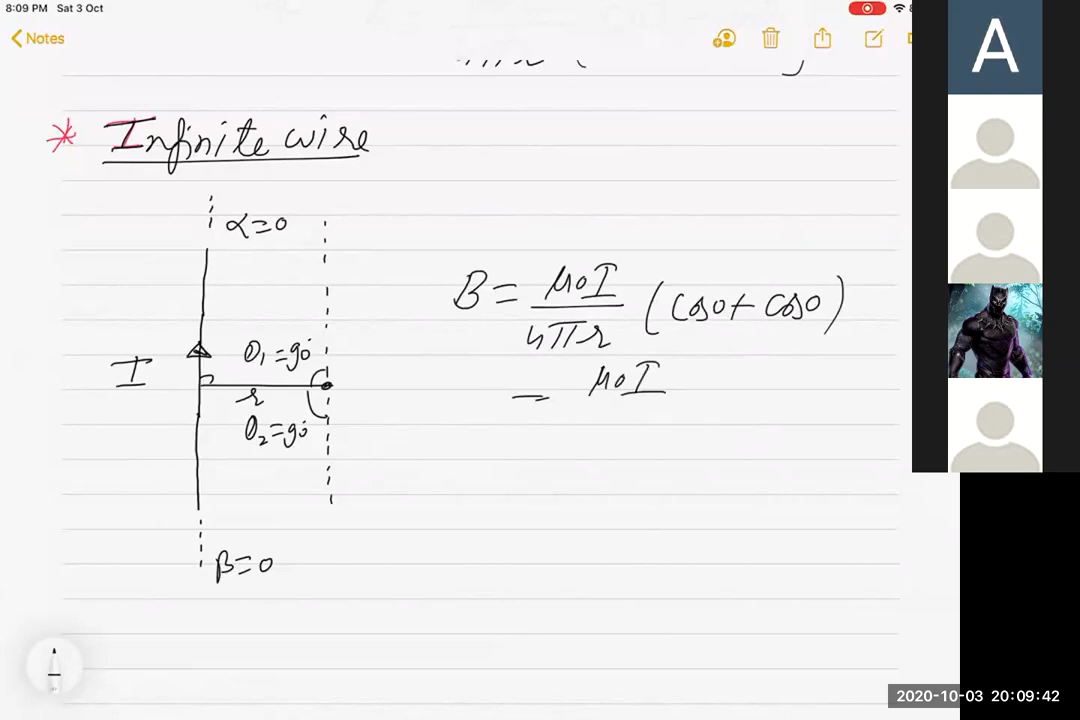 8:09 PM Sat 3 Oct
Notes
A
* Infinite wire
α=0
B = μ0I / 4πr (cos0 + cos0)
θ1=90°
I
= μ0I
r
θ2=90°
β=0
2020-10-03 20:09:42